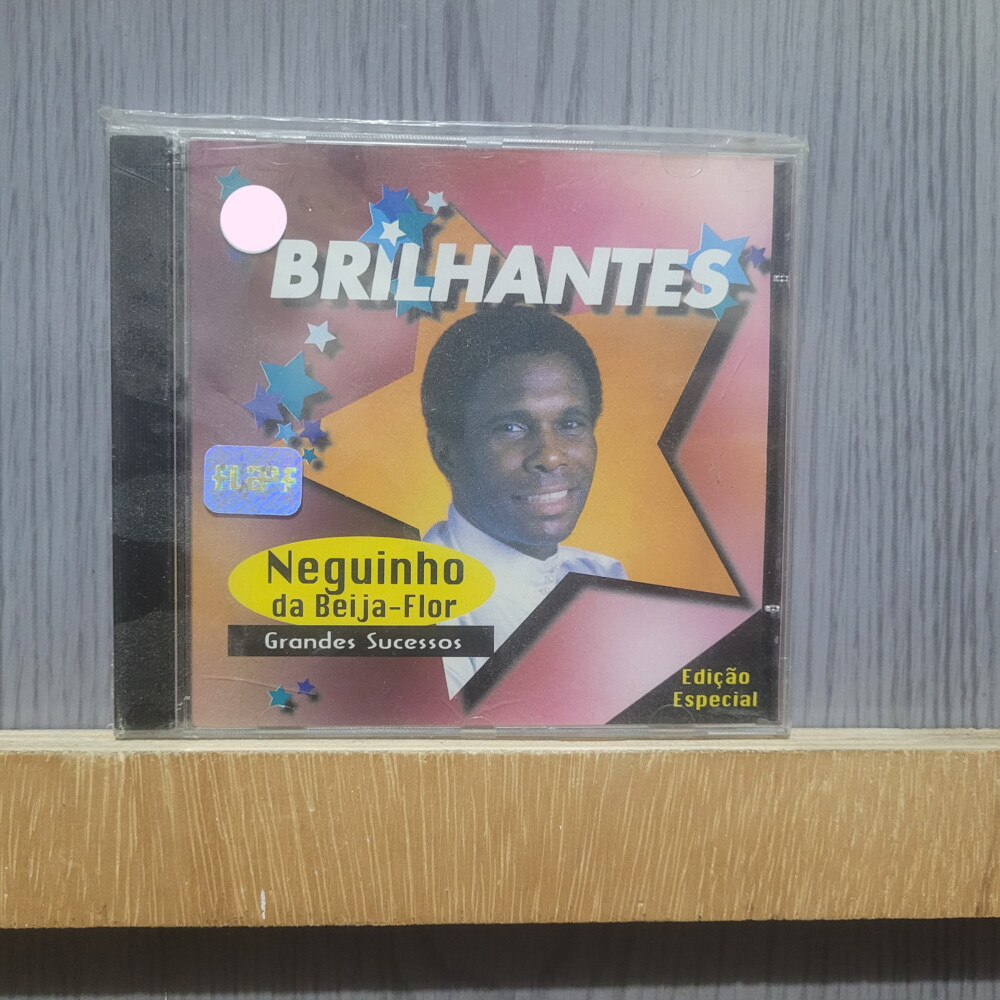 BRILHANTES
Neguinho
da Beija-Flor
Grandes Sucessos
Edição
Especial